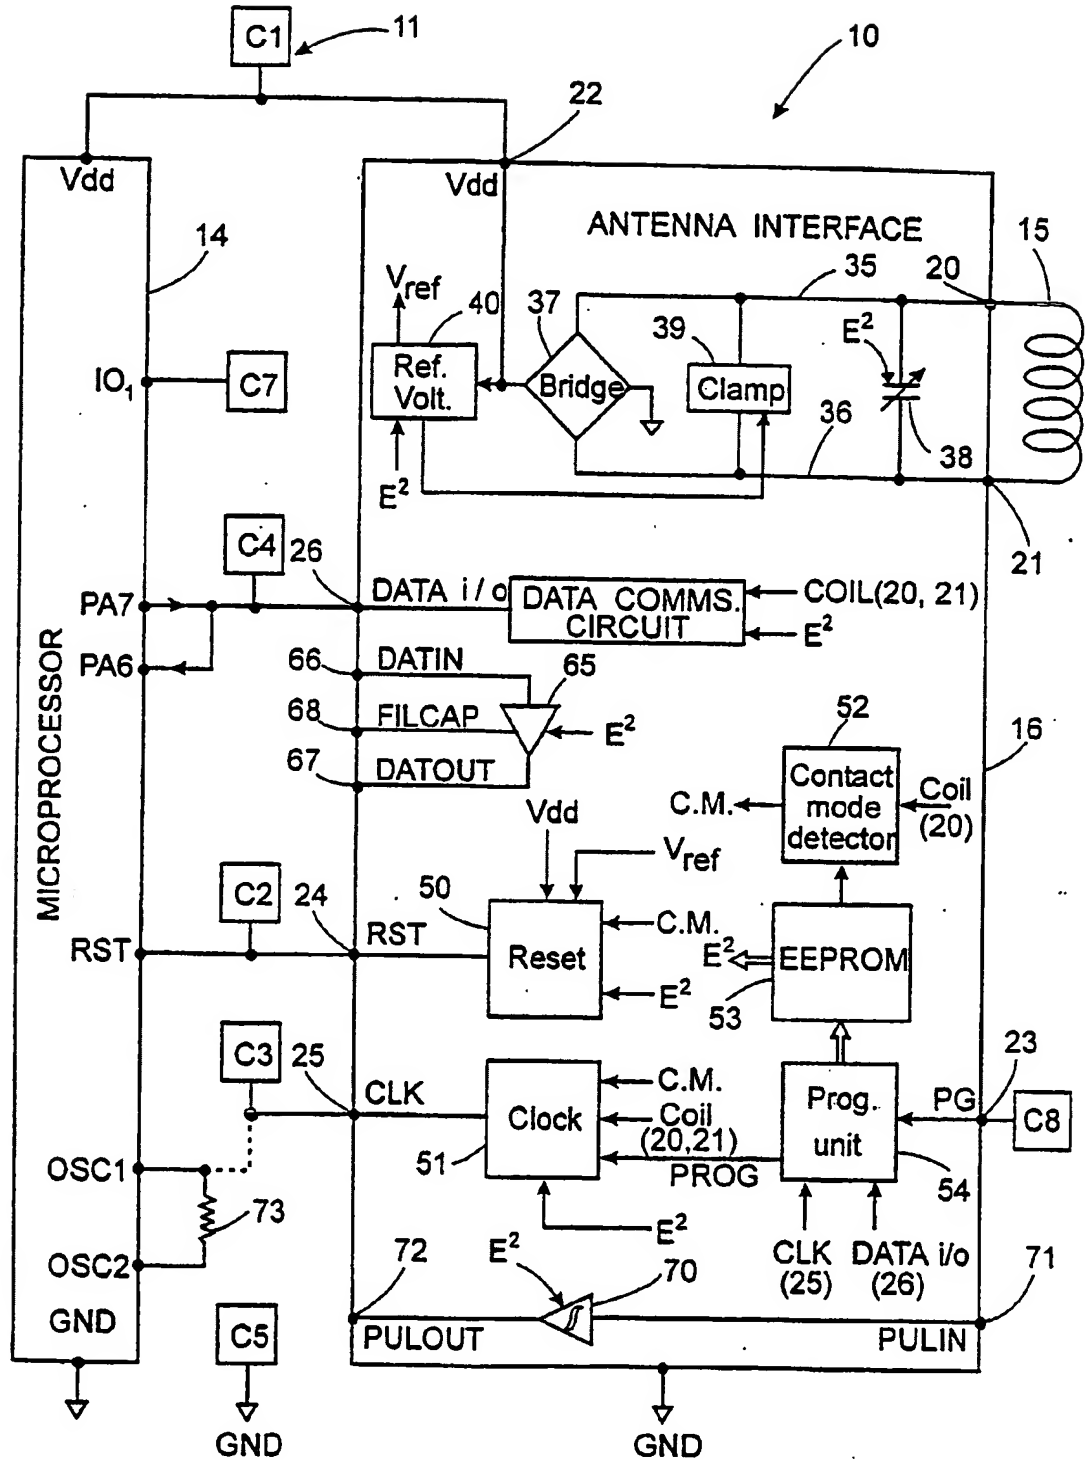 C1
11
10
22
Vdd
Vdd
ANTENNA INTERFACE
14
Vref
40
37
35
20
15
39
E²
Ref.
Volt.
Bridge
Clamp
IO₁
C7
36
38
E²
21
C4
26
DATA i/o
DATA COMMS.
CIRCUIT
COIL(20, 21)
E²
PA7
PA6
66
DATIN
65
68
FILCAP
E²
67
DATOUT
52
16
Contact
mode
detector
C.M.
Coil
(20)
Vdd
Vref
MICROPROCESSOR
C2
24
50
RST
RST
Reset
C.M.
E²
E²
EEPROM
53
C3
25
CLK
Clock
51
C.M.
Coil
(20,21)
PROG
E²
Prog.
unit
PG
23
C8
54
OSC1
73
OSC2
CLK
(25)
DATA i/o
(26)
72
E²
70
71
GND
C5
PULOUT
PULIN
GND
GND